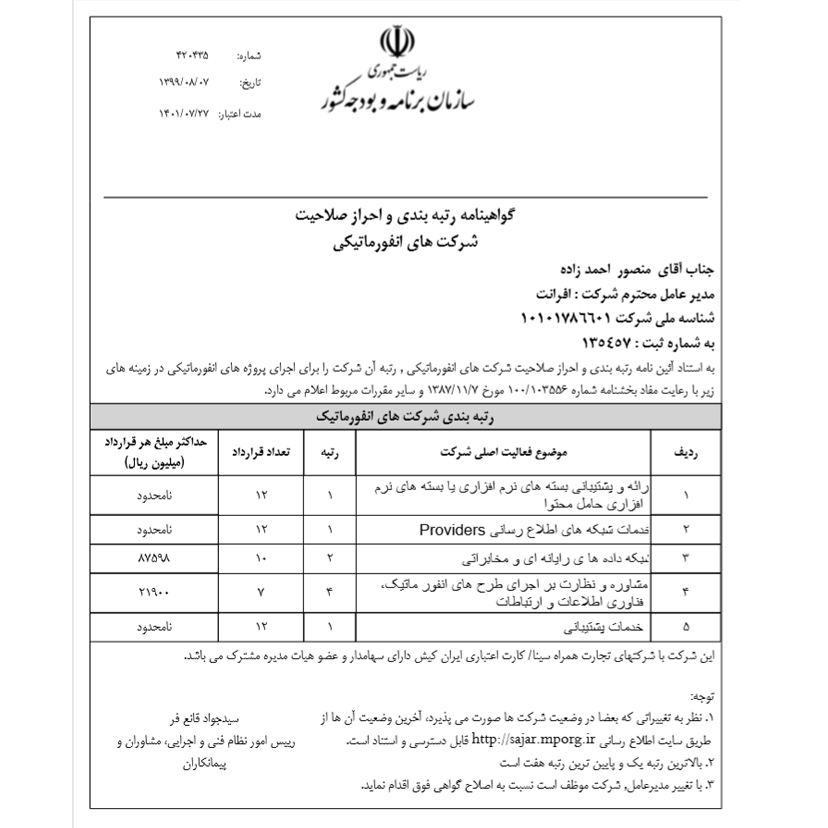 ریاست جمهوری
سازمان برنامه و بودجه کشور
شماره: ۴۲۰۴۳۵
تاریخ: ۱۳۹۹/۰۸/۰۷
مدت اعتبار: ۱۴۰۱/۰۷/۲۷
گواهینامه رتبه بندی و احراز صلاحیت
شرکت های انفورماتیکی
جناب آقای منصور احمد زاده
مدیر عامل محترم شرکت : افرانت
شناسه ملی شرکت ۱۰۱۰۱۷۸۶۶۰۱
به شماره ثبت : ۱۳۵۴۵۷
به استناد آئین نامه رتبه بندی و احراز صلاحیت شرکت های انفورماتیکی , رتبه آن شرکت را برای اجرای پروژه های انفورماتیکی در زمینه های
زیر با رعایت مفاد بخشنامه شماره ۱۰۰/۱۰۳۵۵۶ مورخ ۱۳۸۷/۱۱/۷ و سایر مقررات مربوط اعلام می دارد.
رتبه بندی شرکت های انفورماتیک
ردیف موضوع فعالیت اصلی شرکت رتبه تعداد قرارداد حداکثر مبلغ هر قرارداد
(میلیون ریال)
۱ رائه و پشتیبانی بسته های نرم افزاری یا بسته های نرم ۱ ۱۲ نامحدود
افزاری حامل محتوا
۲ خدمات شبکه های اطلاع رسانی Providers ۱ ۱۲ نامحدود
۳ شبکه داده ها ی رایانه ای و مخابراتی ۲ ۱۰ ۸۷۵۹۸
۴ مشاوره و نظارت بر اجرای طرح های انفور ماتیک، ۴ ۷ ۲۱۹۰۰
فناوری اطلاعات و ارتباطات
۵ خدمات پشتیبانی ۱ ۱۲ نامحدود
این شرکت با شرکتهای تجارت همراه سینا/ کارت اعتباری ایران کیش دارای سهامدار و عضو هیات مدیره مشترک می باشد.
توجه:
۱. نظر به تغییراتی که بعضا در وضعیت شرکت ها صورت می پذیرد، آخرین وضعیت آن ها از
طریق سایت اطلاع رسانی http://sajar.mporg.ir قابل دسترسی و استناد است.
۲. بالاترین رتبه یک و پایین ترین رتبه هفت است
۳. با تغییر مدیرعامل, شرکت موظف است نسبت به اصلاح گواهی فوق اقدام نماید.
سیدجواد قانع فر
رییس امور نظام فنی و اجرایی، مشاوران و
پیمانکاران